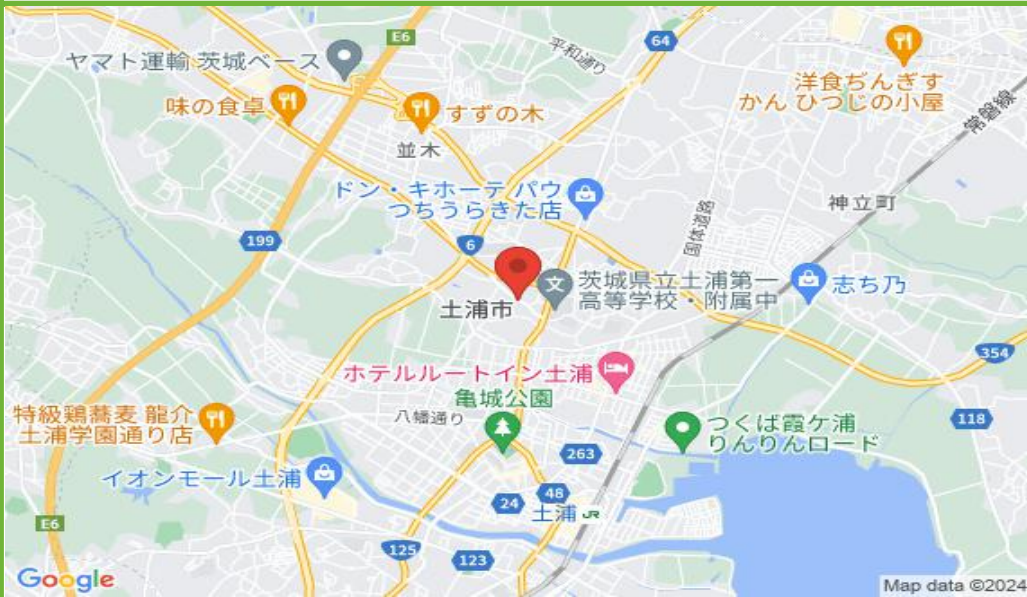 E6
64
平和通り
ヤマト運輸 茨城ベース
洋食ぢんぎす
かん ひつじの小屋
味の食卓
すずの木
常磐線
並木
ドン・キホーテ パウ
つちうらきた店
神立町
国体道路
199
6
茨城県立土浦第一
高等学校・附属中
文
志ち乃
土浦市
354
ホテルルートイン土浦
亀城公園
特級鶏蕎麦 龍介
土浦学園通り店
八幡通り
118
つくば霞ケ浦
りんりんロード
263
イオンモール土浦
24
48
土浦 JR
E6
125
123
Google
Map data ©2024